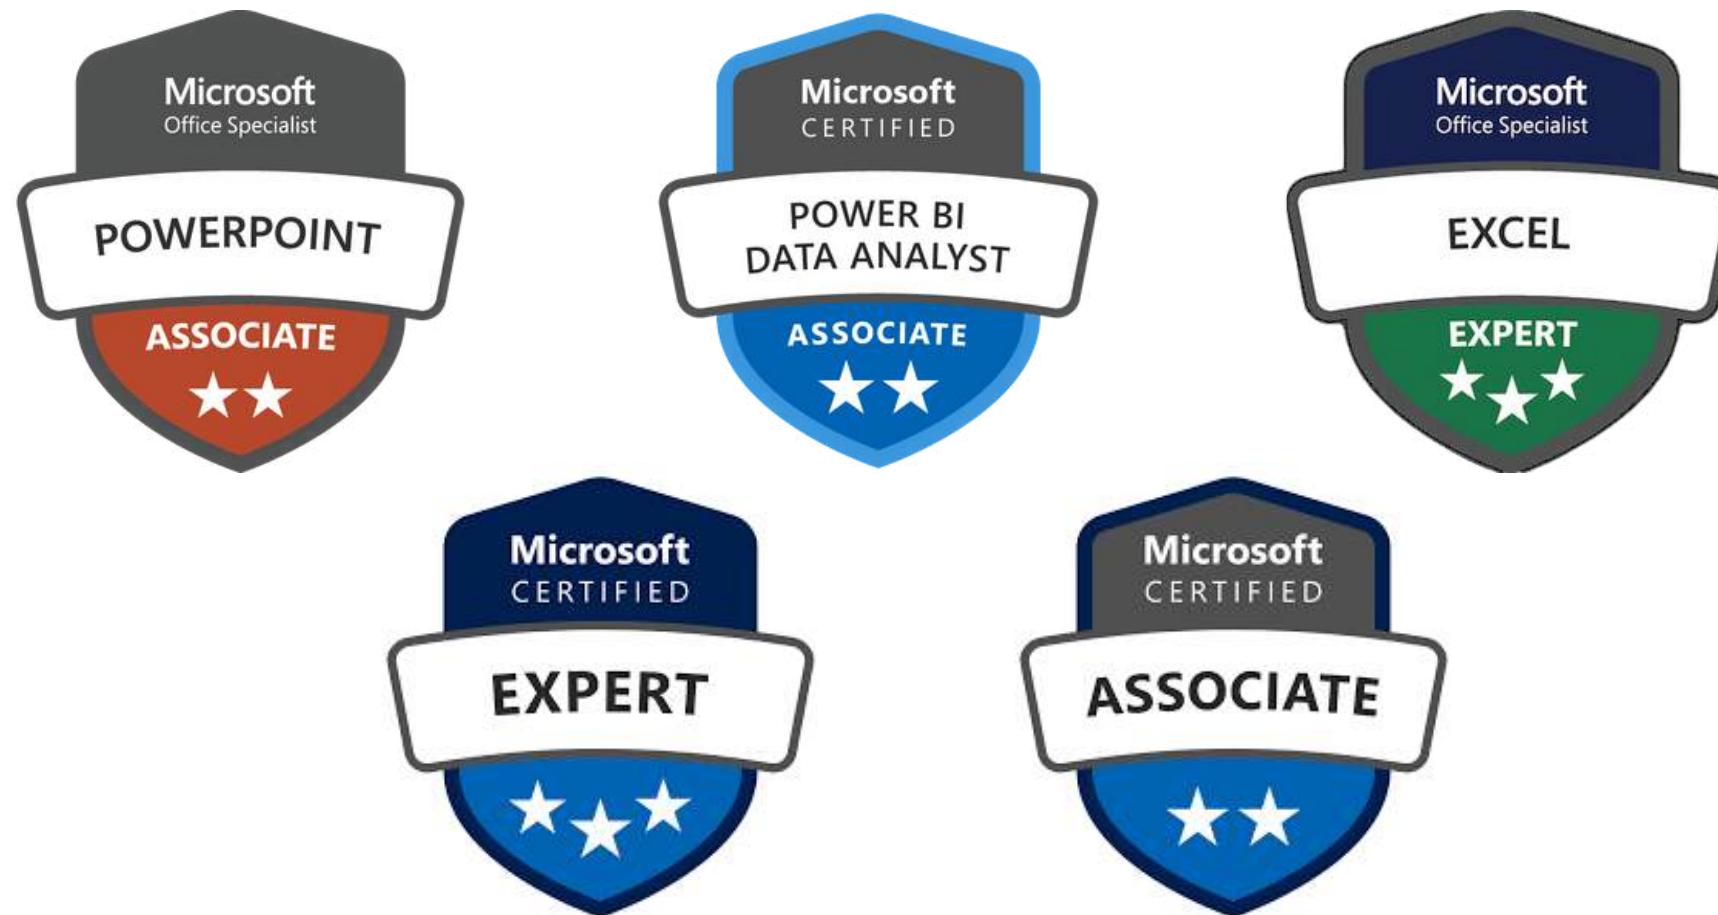 Microsoft
Office Specialist
POWERPOINT
ASSOCIATE
Microsoft
CERTIFIED
POWER BI
DATA ANALYST
ASSOCIATE
Microsoft
Office Specialist
EXCEL
EXPERT
Microsoft
CERTIFIED
EXPERT
Microsoft
CERTIFIED
ASSOCIATE